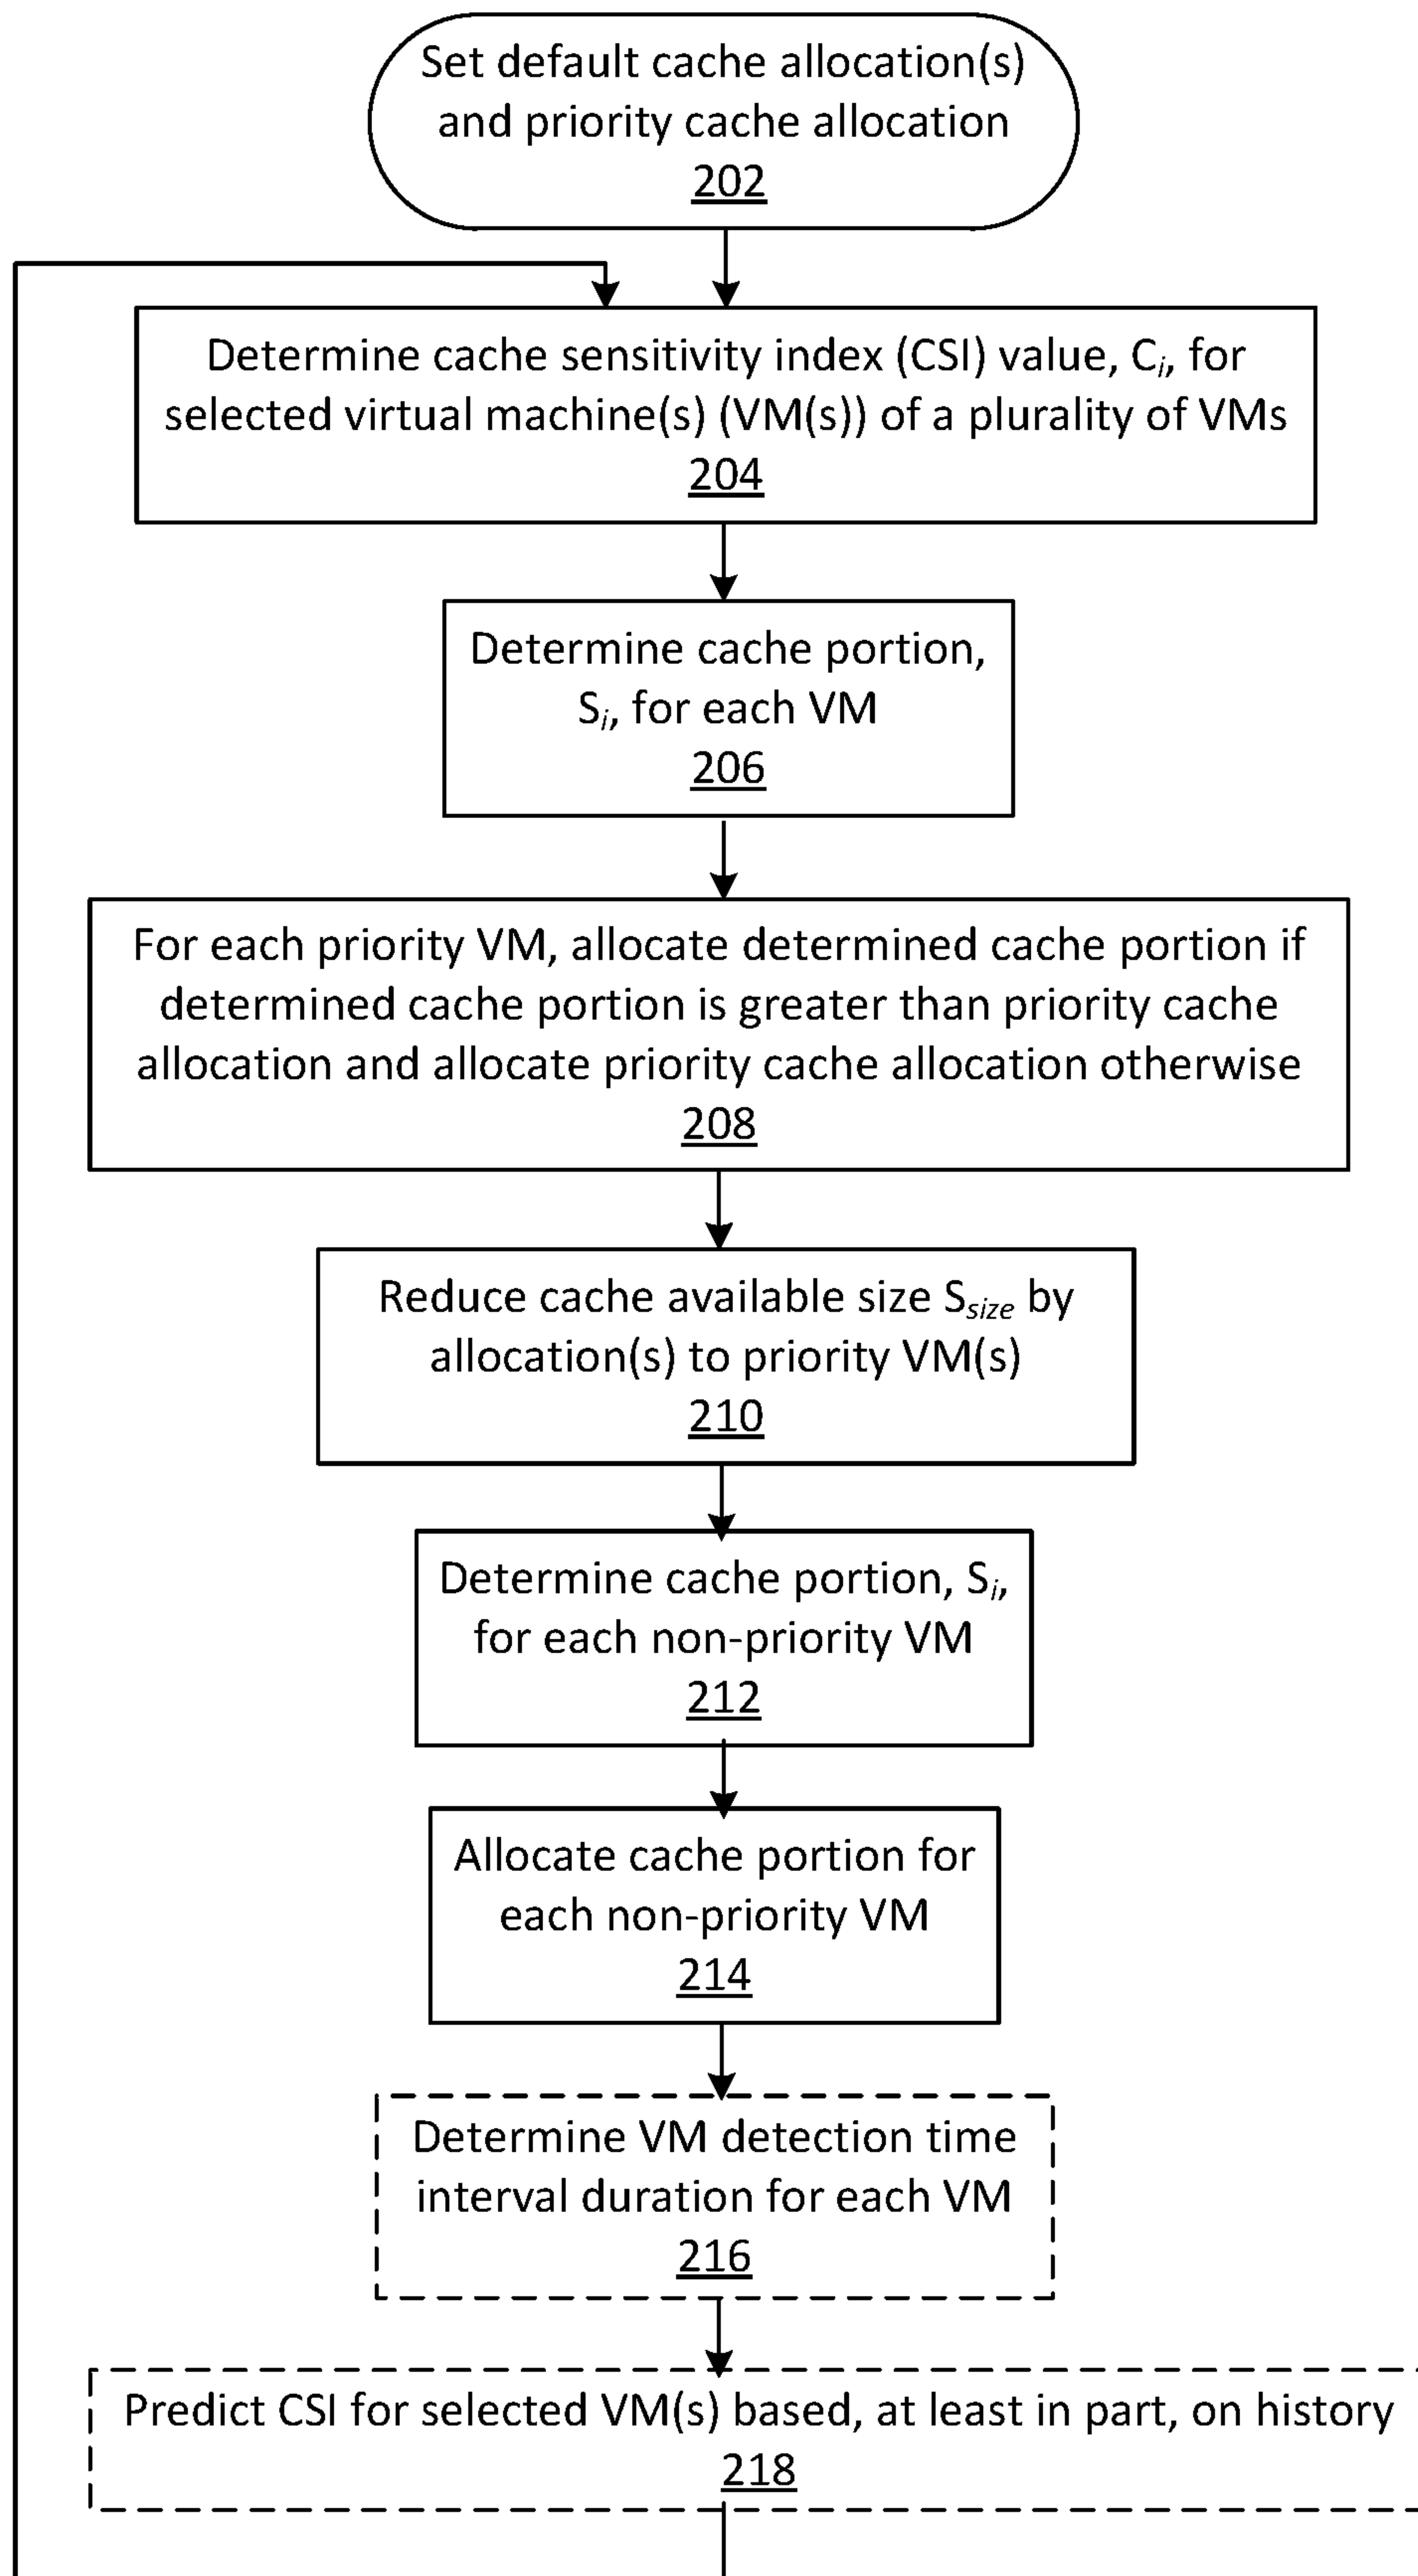 Set default cache allocation(s)
and priority cache allocation
202
Determine cache sensitivity index (CSI) value, Ci, for
selected virtual machine(s) (VM(s)) of a plurality of VMs
204
Determine cache portion,
Si, for each VM
206
For each priority VM, allocate determined cache portion if
determined cache portion is greater than priority cache
allocation and allocate priority cache allocation otherwise
208
Reduce cache available size Ssize by
allocation(s) to priority VM(s)
210
Determine cache portion, Si,
for each non-priority VM
212
Allocate cache portion for
each non-priority VM
214
Determine VM detection time
interval duration for each VM
216
Predict CSI for selected VM(s) based, at least in part, on history
218